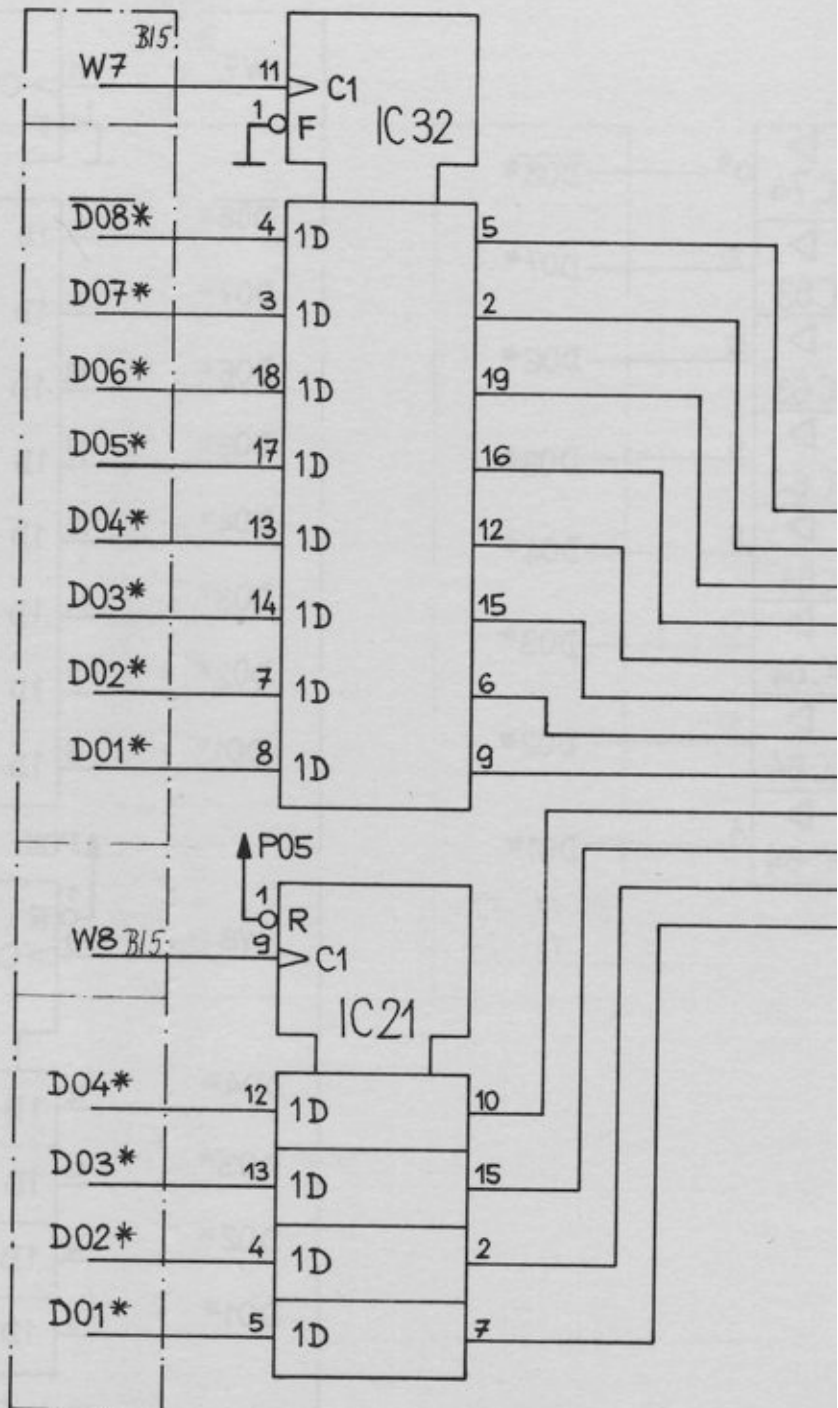 B15
W7 11 C1
1 F IC32
D08* 4 1D 5
D07* 3 1D 2
D06* 18 1D 19
D05* 17 1D 16
D04* 13 1D 12
D03* 14 1D 15
D02* 7 1D 6
D01* 8 1D 9
P05
1 R
W8 B15 9 C1
IC21
D04* 12 1D 10
D03* 13 1D 15
D02* 4 1D 2
D01* 5 1D 7